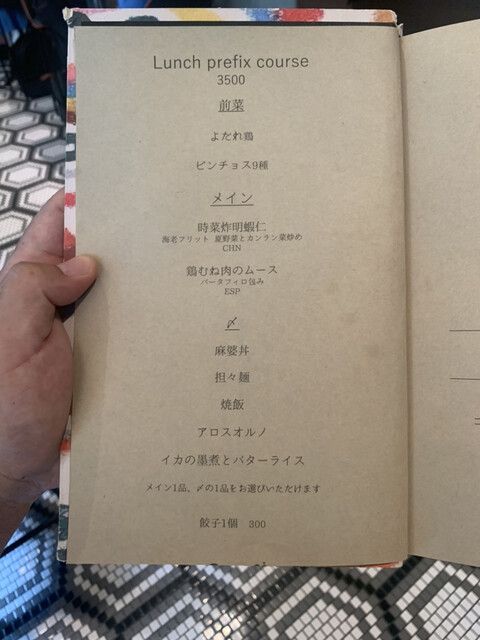 Lunch prefix course
3500
前菜
よだれ鶏
ピンチョス9種
メイン
時菜炸明蝦仁
海老フリット 夏野菜とカンラン菜炒め
CHN
鶏むね肉のムース
パータフィロ包み
ESP
〆
麻婆丼
担々麺
焼飯
アロスオルノ
イカの墨煮とバターライス
メイン1品、〆の1品をお選びいただけます
餃子1個 300